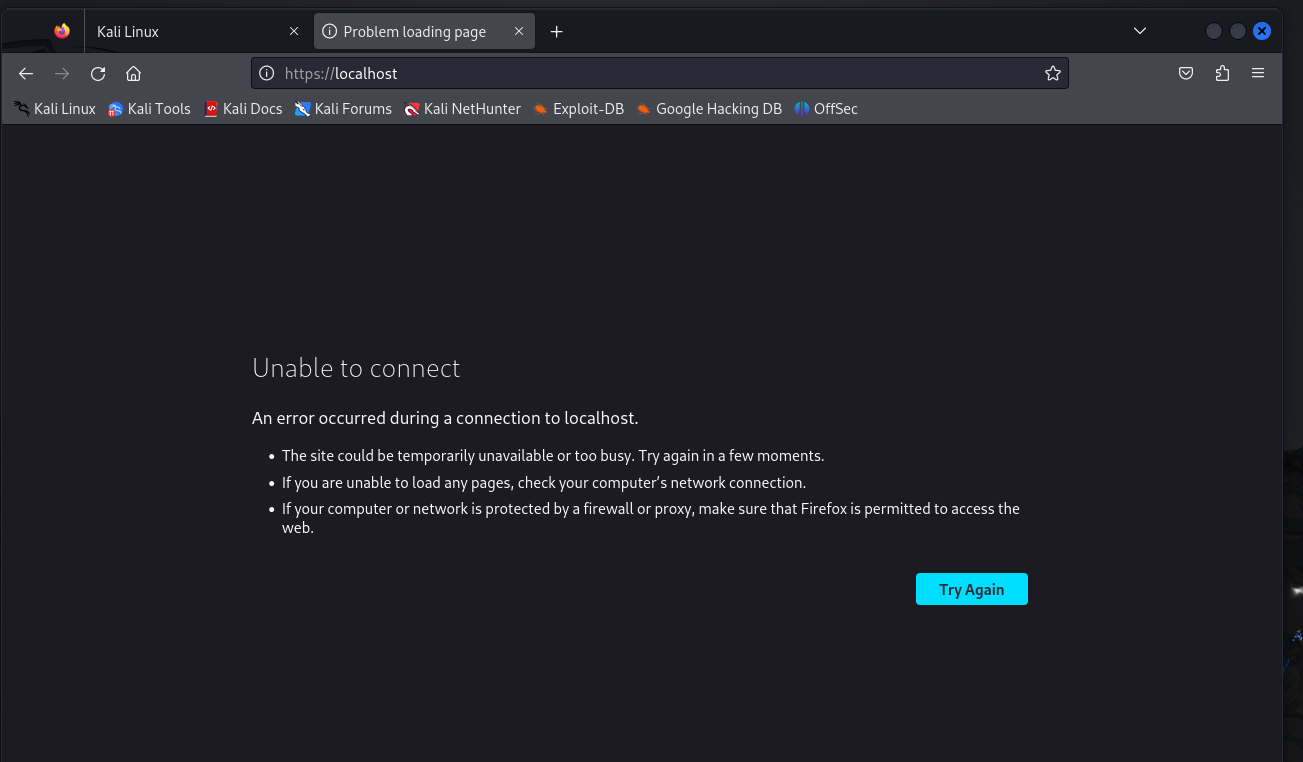 Kali Linux
Problem loading page
https://localhost
Kali Linux Kali Tools Kali Docs Kali Forums Kali NetHunter Exploit-DB Google Hacking DB OffSec
Unable to connect
An error occurred during a connection to localhost.
• The site could be temporarily unavailable or too busy. Try again in a few moments.
• If you are unable to load any pages, check your computer’s network connection.
• If your computer or network is protected by a firewall or proxy, make sure that Firefox is permitted to access the
web.
Try Again